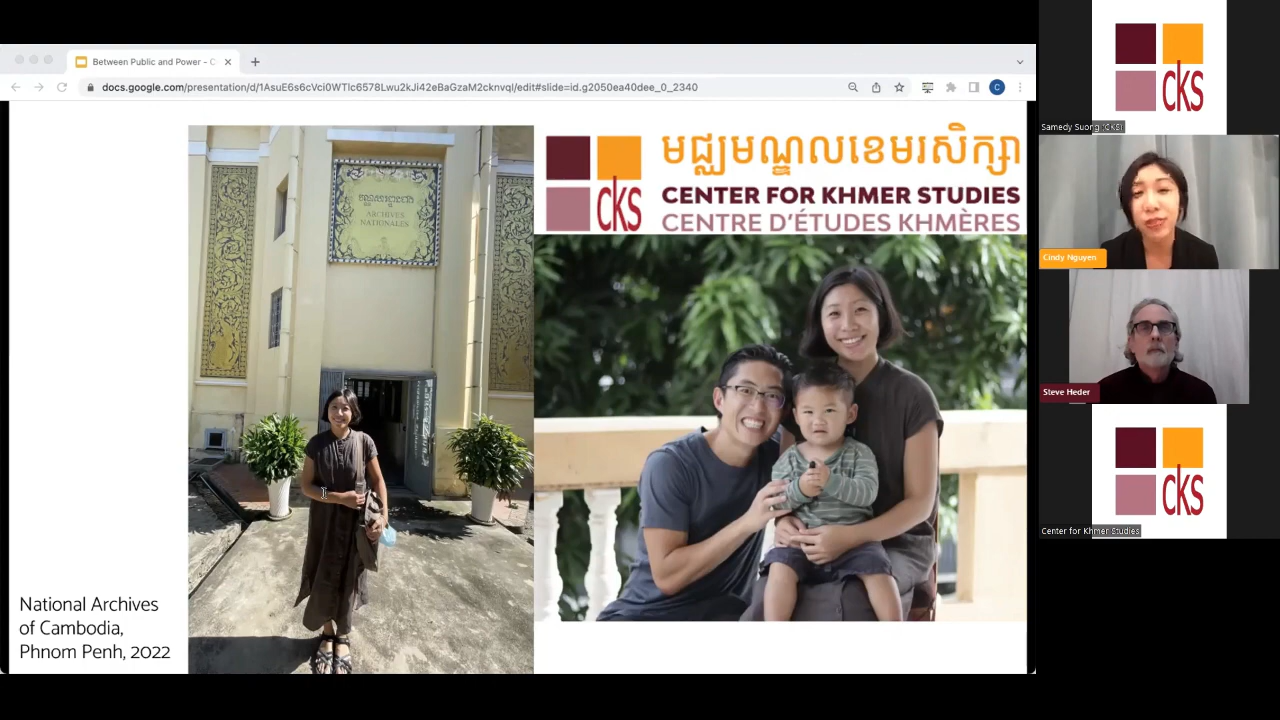 Between Public and Power - C
docs.google.com/presentation/d/1AsuE6s9cVci0WTlc6578Lwu2kJi42eBaGzaM2cknvqI/edit#slide=id.g2050ea40dee_0_2340
C
ARCHIVES
NATIONALES
National Archives
of Cambodia,
Phnom Penh, 2022
cks
មជ្ឈមណ្ឌលខេមរសិក្សា
CENTER FOR KHMER STUDIES
CENTRE D'ÉTUDES KHMÈRES
cks
Samedy Suong (CKS)
Cindy Nguyen
Steve Heder
cks
Center for Khmer Studies